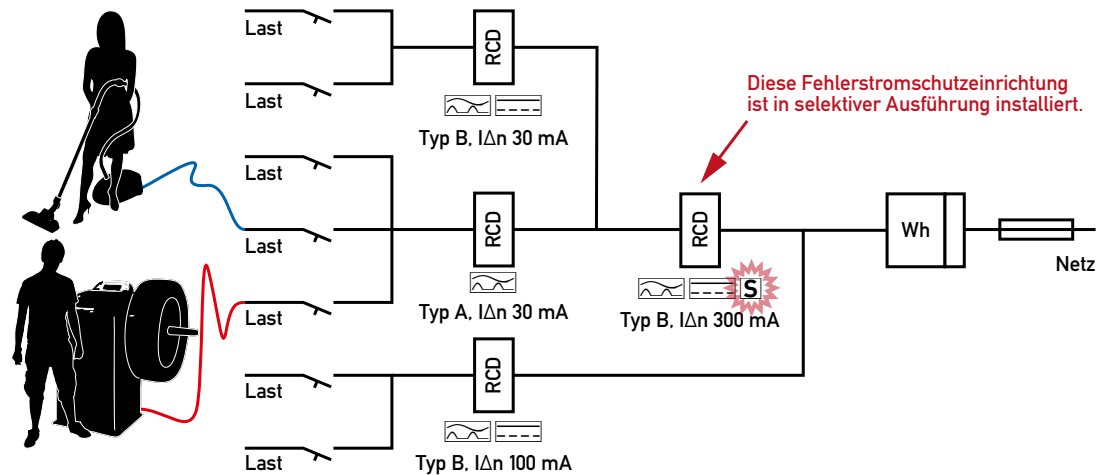 Last
RCD
Last
Typ B, IΔn 30 mA
Diese Fehlerstromschutzeinrichtung
ist in selektiver Ausführung installiert.
Last
Last
RCD
Typ A, IΔn 30 mA
Last
RCD
S
Typ B, IΔn 300 mA
Wh
Netz
Last
RCD
Last
Typ B, IΔn 100 mA